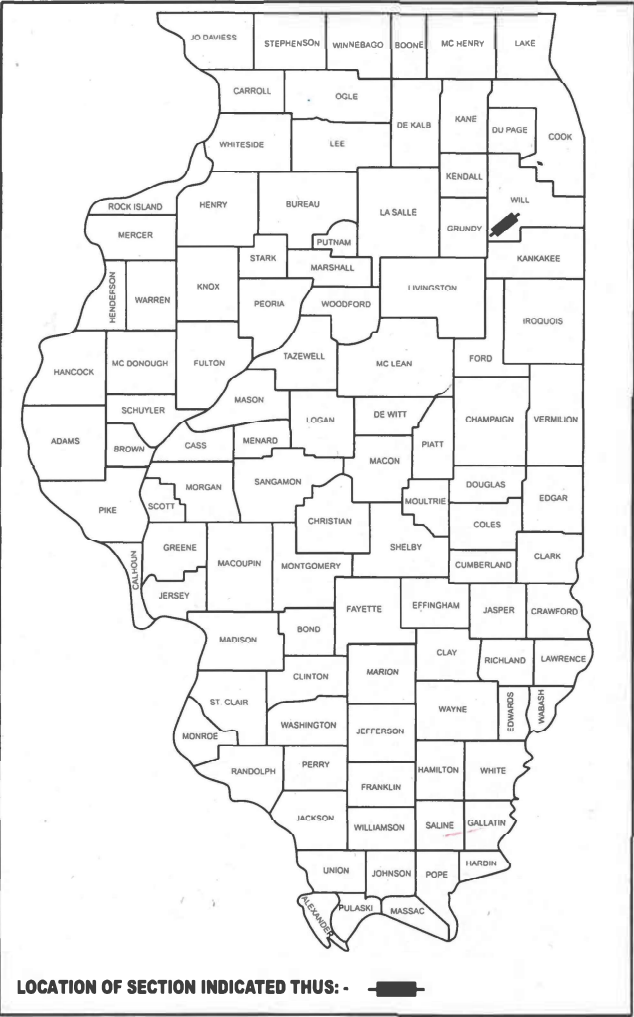 JO DAVIESS STEPHENSON WINNEBAGO BOONE MC HENRY LAKE
CARROLL OGLE DE KALB KANE DU PAGE COOK
WHITESIDE LEE
KENDALL
ROCK ISLAND HENRY BUREAU LA SALLE WILL
MERCER PUTNAM GRUNDY
STARK MARSHALL KANKAKEE
HENDERSON WARREN KNOX PEORIA WOODFORD LIVINGSTON
IROQUOIS
HANCOCK MC DONOUGH FULTON TAZEWELL MC LEAN FORD
MASON
SCHUYLER LOGAN DE WITT CHAMPAIGN VERMILION
ADAMS BROWN CASS MENARD PIATT
MACON
PIKE SCOTT MORGAN SANGAMON MOULTRIE DOUGLAS EDGAR
CHRISTIAN COLES
CALHOUN GREENE MACOUPIN MONTGOMERY SHELBY CUMBERLAND CLARK
JERSEY FAYETTE EFFINGHAM JASPER CRAWFORD
MADISON BOND
CLAY RICHLAND LAWRENCE
CLINTON MARION
ST. CLAIR WAYNE EDWARDS WABASH
MONROE WASHINGTON JEFFERSON
RANDOLPH PERRY HAMILTON WHITE
FRANKLIN
JACKSON WILLIAMSON SALINE GALLATIN
UNION JOHNSON POPE HARDIN
ALEXANDER PULASKI MASSAC
LOCATION OF SECTION INDICATED THUS: -